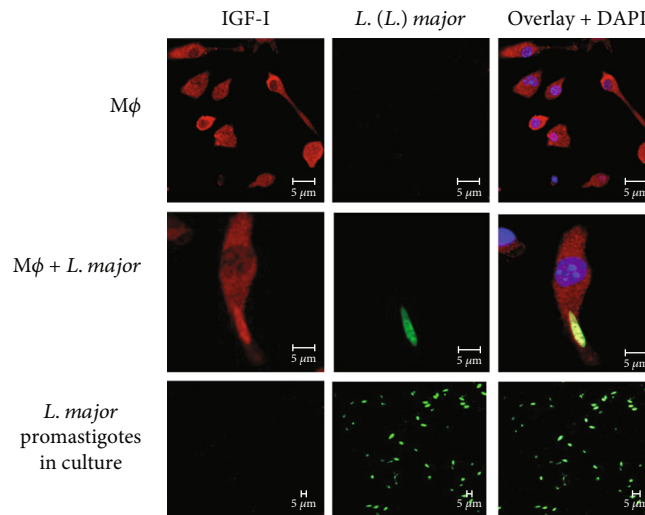 IGF-I L. (L.) major Overlay + DAPI
Mϕ
5 μm 5 μm 5 μm
Mϕ + L. major
5 μm 5 μm 5 μm
L. major
promastigotes
in culture
5 μm 5 μm 5 μm